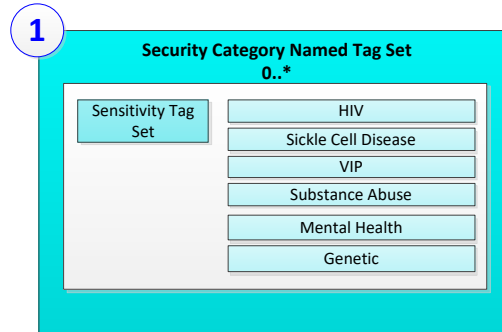 1
Security Category Named Tag Set
0..*
Sensitivity Tag
Set
HIV
Sickle Cell Disease
VIP
Substance Abuse
Mental Health
Genetic